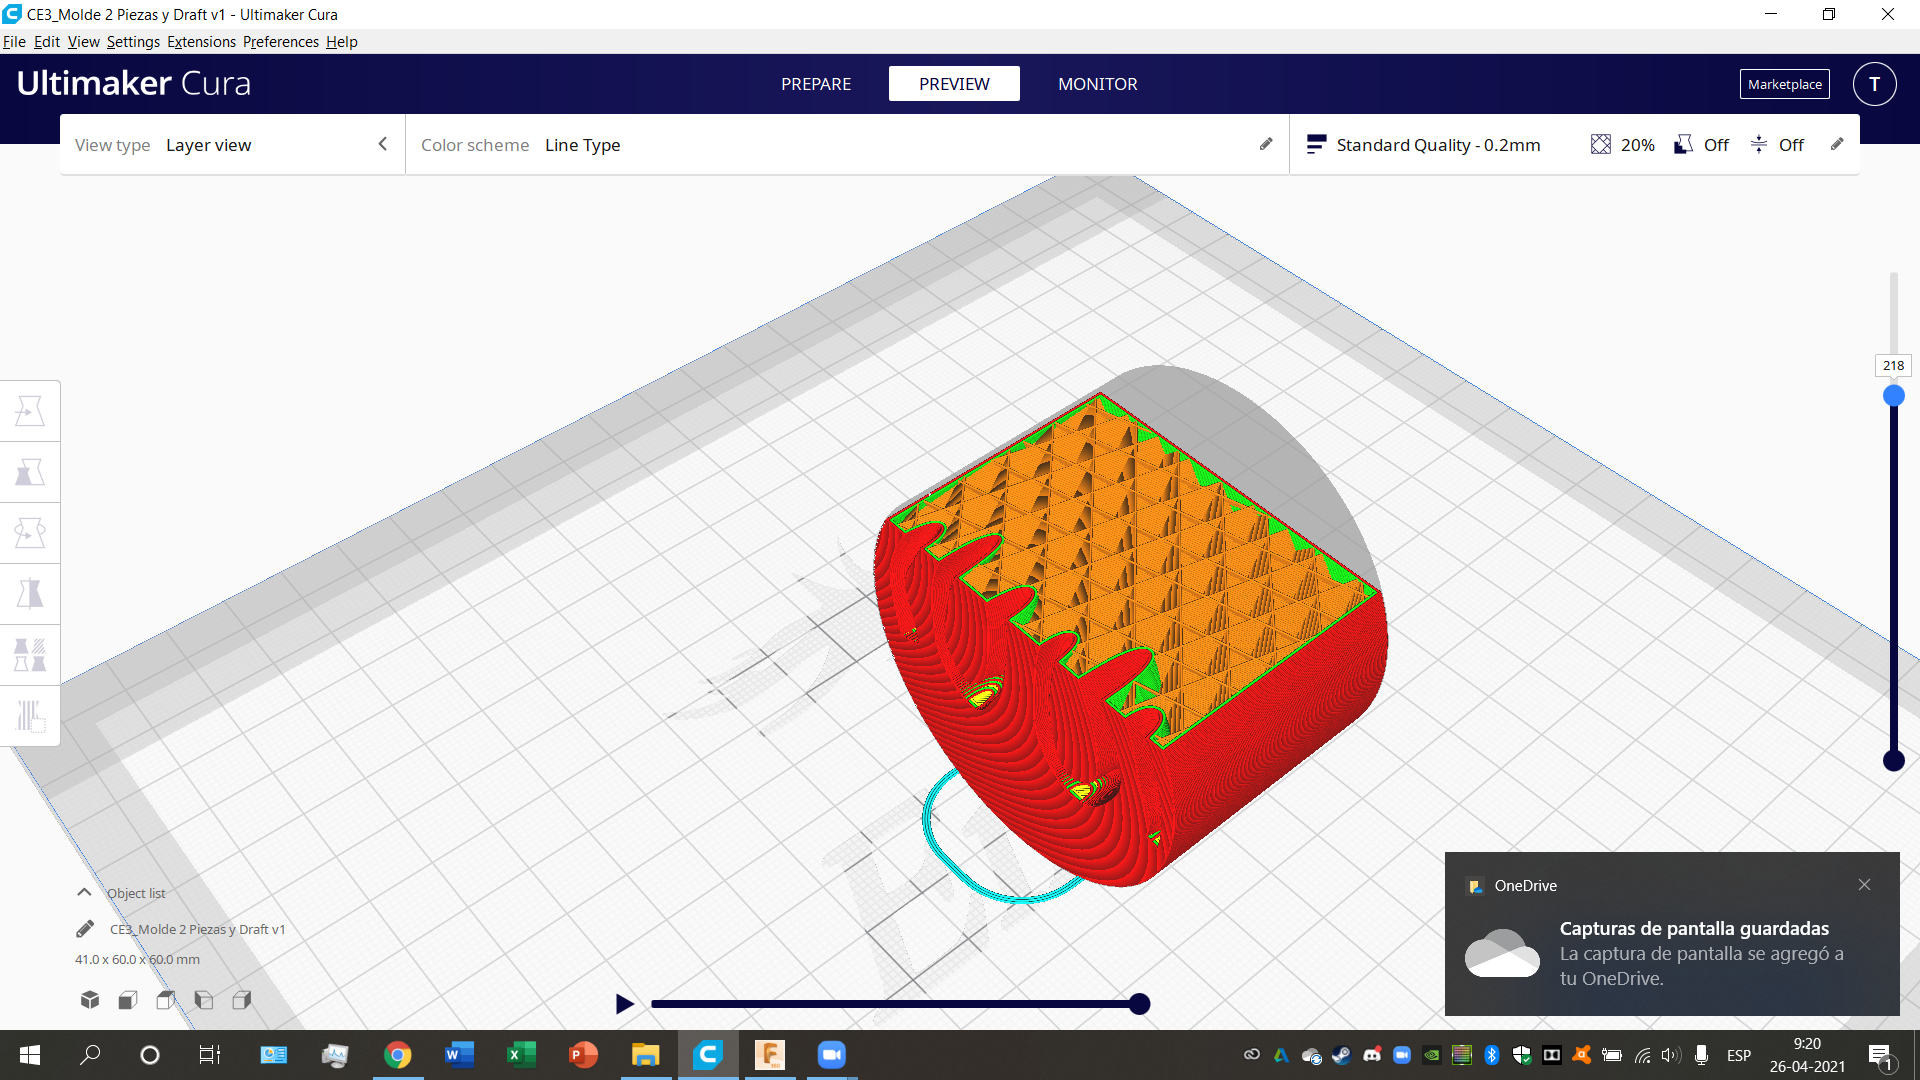 CE3_Molde 2 Piezas y Draft v1 - Ultimaker Cura
File Edit View Settings Extensions Preferences Help
Ultimaker Cura
PREPARE PREVIEW MONITOR
Marketplace
T
View type Layer view
Color scheme Line Type
Standard Quality - 0.2mm 20% Off Off
218
Object list
CE3_Molde 2 Piezas y Draft v1
41.0 x 60.0 x 60.0 mm
OneDrive
Capturas de pantalla guardadas
La captura de pantalla se agregó a
tu OneDrive.
ESP
9:20
26-04-2021
1